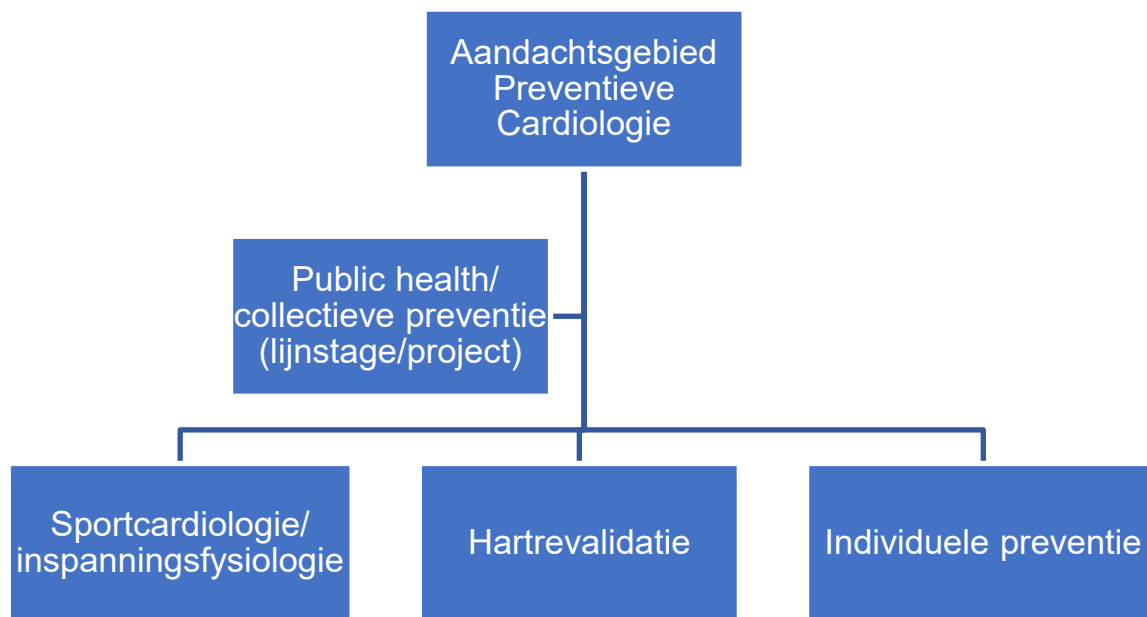 Aandachtsgebied
Preventieve
Cardiologie
Public health/
collectieve preventie
(lijnstage/project)
Sportcardiologie/
inspanningsfysiologie
Hartrevalidatie
Individuele preventie